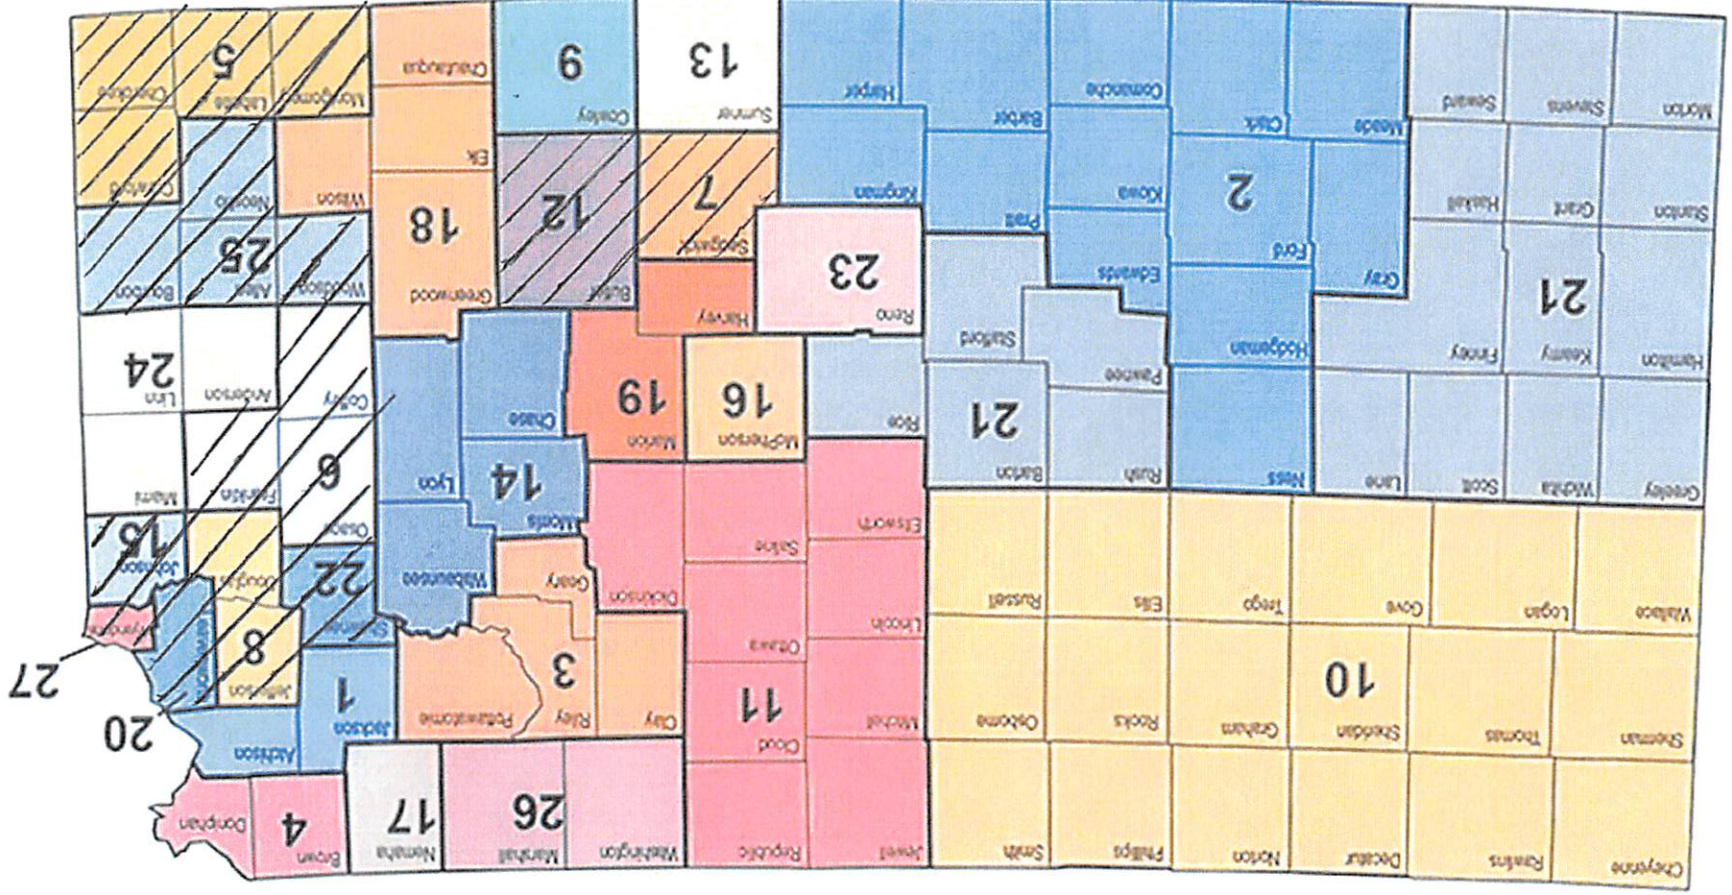 Cheyenne
Rawlins
Decatur
Norton
Phillips
Smith
Jewell
Republic
Washington
Marshall
26
Nemaha
17
Brown
4
Doniphan
Sherman
Thomas
Sheridan
10
Graham
Rooks
Osborne
Mitchell
Cloud
11
Clay
Riley
3
Pottawatomie
Jackson
1
Atchison
20
Wallace
Logan
Gove
Trego
Ellis
Russell
Lincoln
Ottawa
Dickinson
Geary
Wabaunsee
Shawnee
22
Jefferson
8
Leavenworth
Wyandotte
27
Ellsworth
Saline
Morris
14
Osage
9
Douglas
Johnson
15
Greeley
Wichita
Scott
Lane
Ness
Rush
Barton
21
Rice
McPherson
16
Marion
19
Chase
Lyon
Coffey
Franklin
Miami
Hamilton
Kearny
21
Finney
Hodgeman
Pawnee
Stafford
Reno
23
Harvey
Greenwood
18
Woodson
Anderson
Linn
24
Allen
25
Bourbon
Stanton
Grant
Haskell
Gray
Ford
2
Edwards
Kiowa
Pratt
Kingman
Sedgwick
7
Butler
12
Elk
Wilson
Neosho
Crawford
Morton
Stevens
Seward
Meade
Clark
Comanche
Barber
Harper
Sumner
13
Cowley
6
Chautauqua
Montgomery
Labette
5
Cherokee